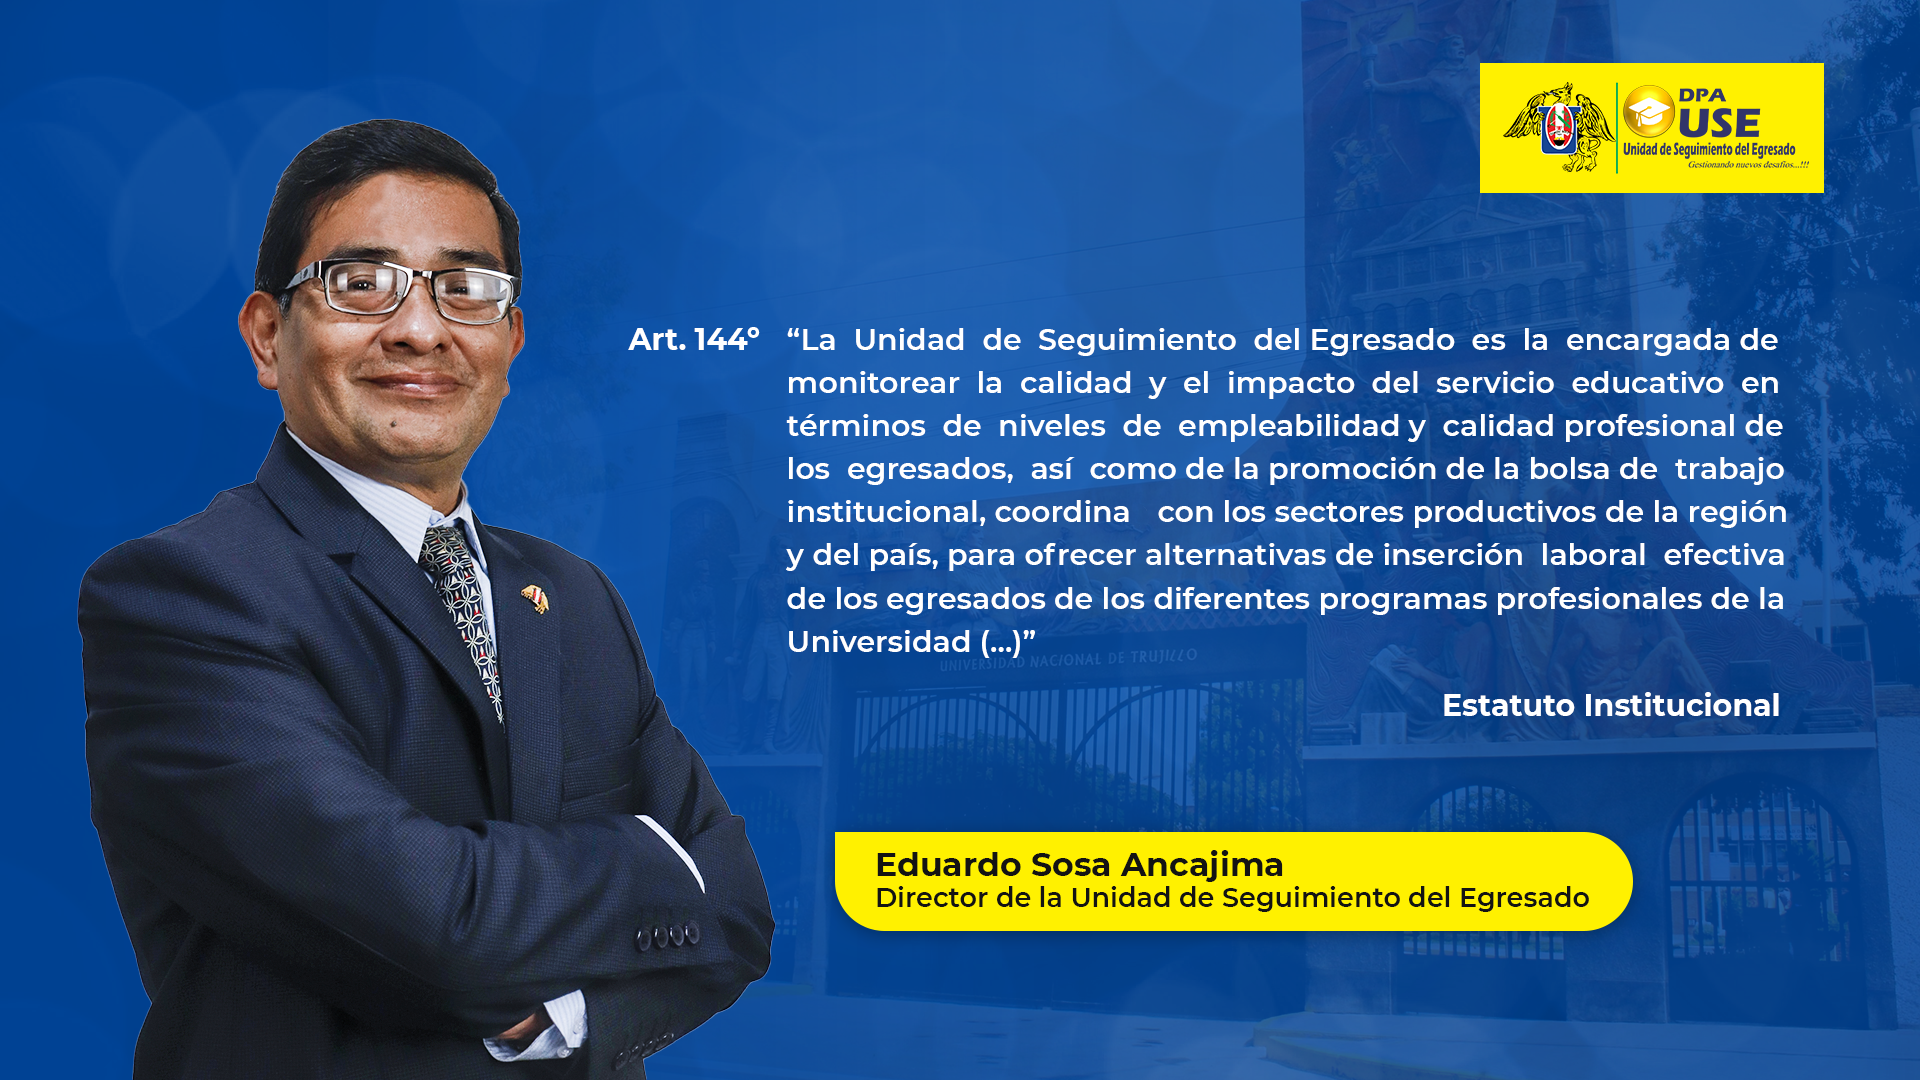 DPA
USE
Unidad de Seguimiento del Egresado
Gestionando nuevos desafíos...!!!
Art. 144º “La Unidad de Seguimiento del Egresado es la encargada de
monitorear la calidad y el impacto del servicio educativo en
términos de niveles de empleabilidad y calidad profesional de
los egresados, así como de la promoción de la bolsa de trabajo
institucional, coordina con los sectores productivos de la región
y del país, para ofrecer alternativas de inserción laboral efectiva
de los egresados de los diferentes programas profesionales de la
Universidad (...)”
UNIVERSIDAD NACIONAL DE TRUJILLO
Estatuto Institucional
Eduardo Sosa Ancajima
Director de la Unidad de Seguimiento del Egresado